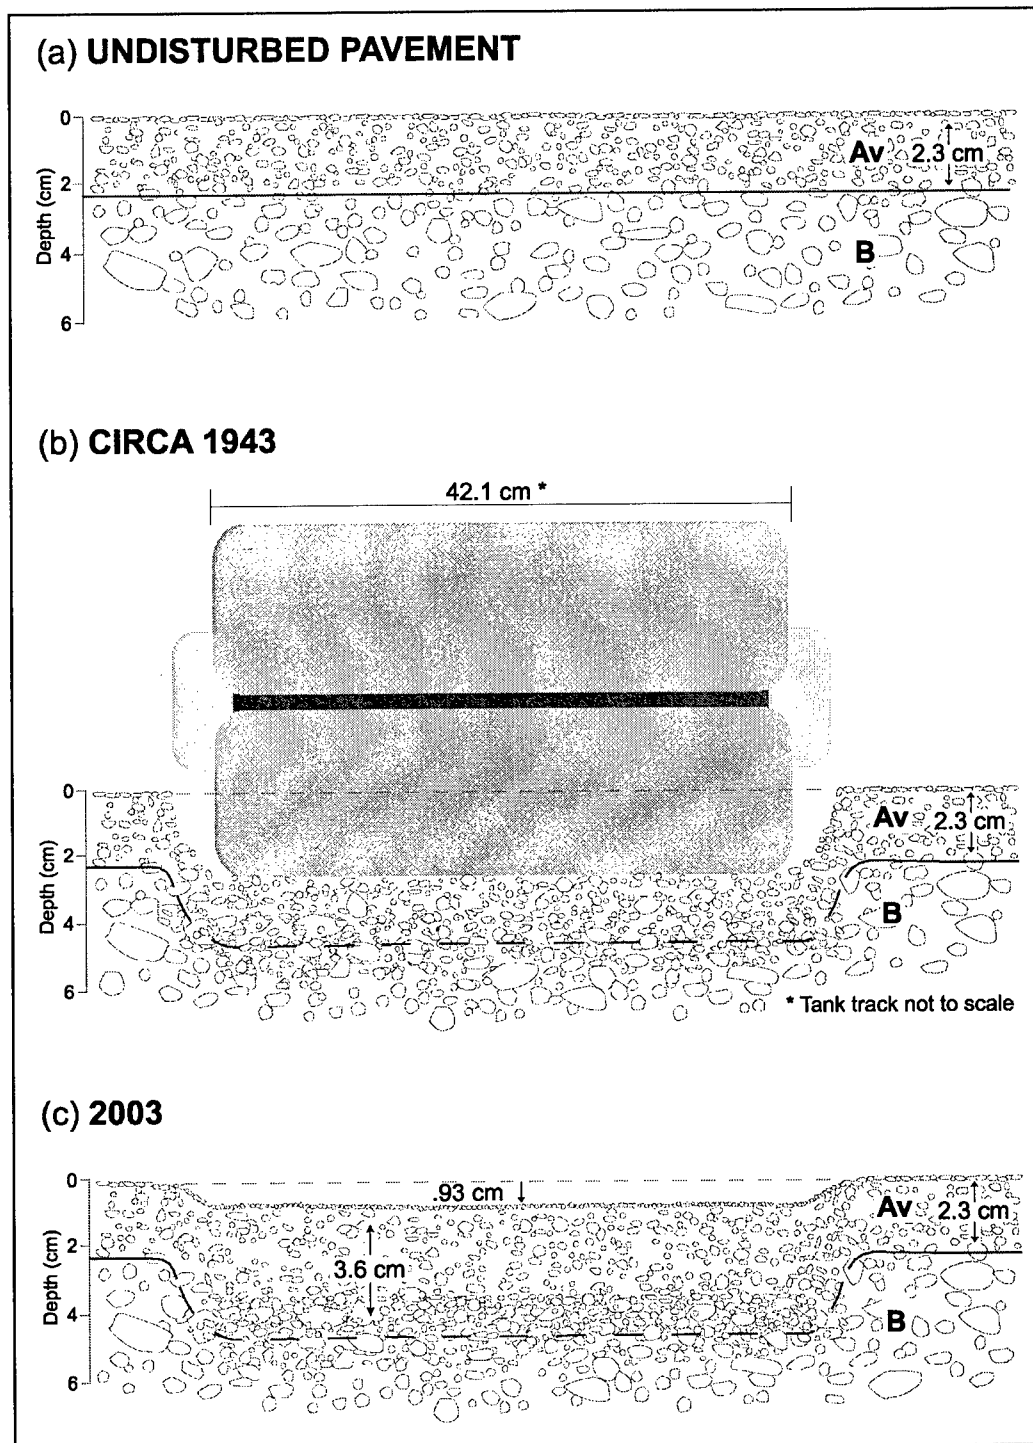 (a) UNDISTURBED PAVEMENT
0
2
4
6
Depth (cm)
Av 2.3 cm
B
(b) CIRCA 1943
42.1 cm *
0
2
4
6
Depth (cm)
Av 2.3 cm
B
* Tank track not to scale
(c) 2003
0
2
4
6
Depth (cm)
.93 cm
3.6 cm
Av 2.3 cm
B